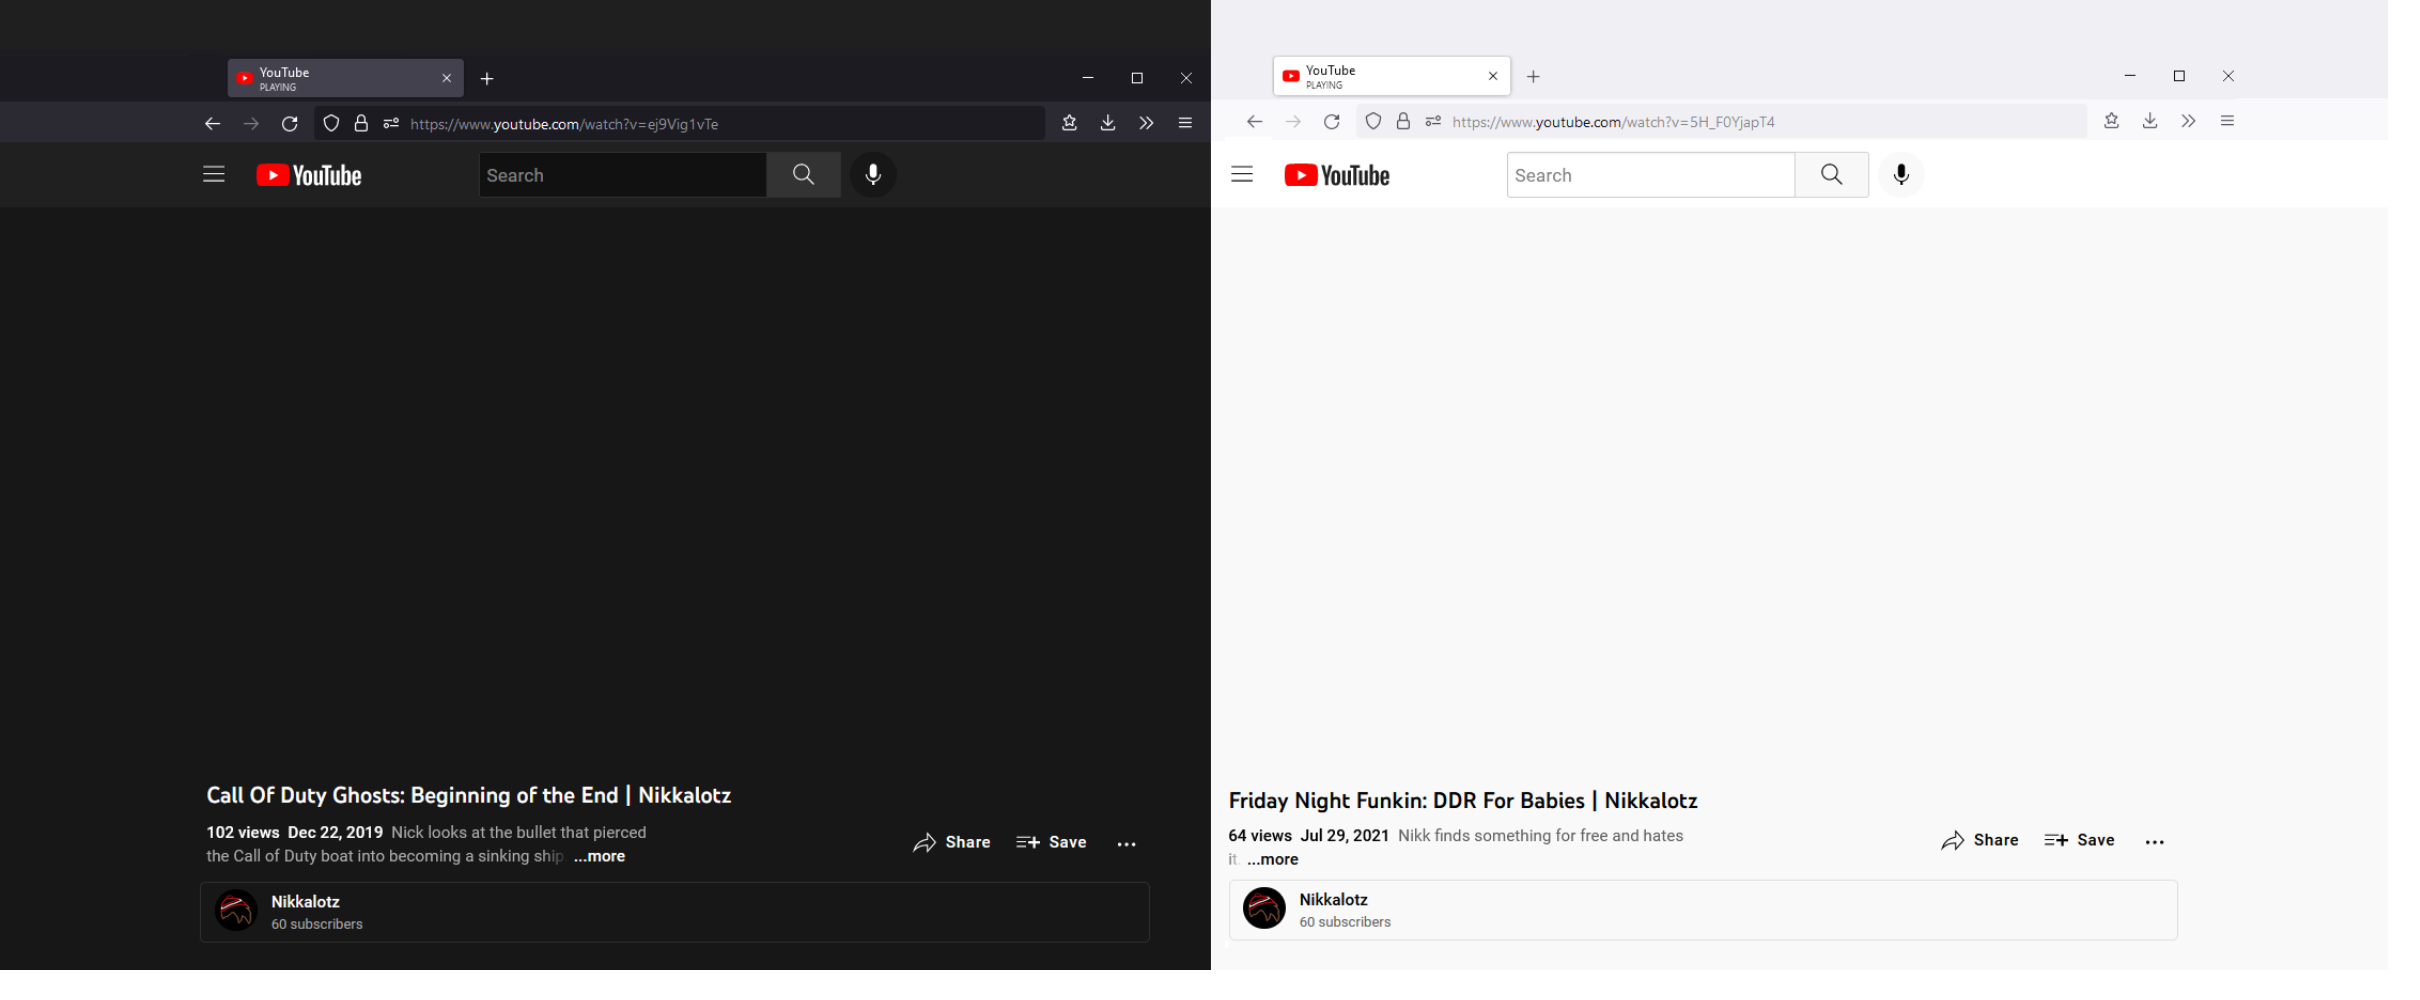 YouTube
PLAYING
https://www.youtube.com/watch?v=ej9Vig1vTe
YouTube
Search
Call Of Duty Ghosts: Beginning of the End | Nikkalotz
102 views Dec 22, 2019 Nick looks at the bullet that pierced
the Call of Duty boat into becoming a sinking ship ...more
Share
Save
Nikkalotz
60 subscribers
YouTube
PLAYING
https://www.youtube.com/watch?v=5H_F0YjapT4
YouTube
Search
Friday Night Funkin: DDR For Babies | Nikkalotz
64 views Jul 29, 2021 Nikk finds something for free and hates
it. ...more
Share
Save
Nikkalotz
60 subscribers